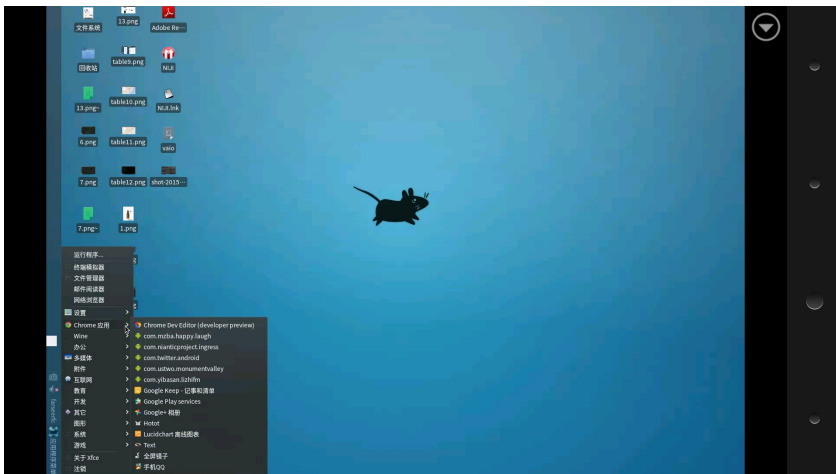 文件系统
13.png
Adobe Re…
回收站
table9.png
NIJI
13.png~
table10.png
NIJI.lnk
6.png
table11.png
vaio
7.png
table12.png
shot-2015-…
7.png~
1.png
运行程序...
终端模拟器
文件管理器
邮件阅读器
网络浏览器
设置
Chrome 应用
Wine
办公
多媒体
附件
互联网
教育
开发
其它
图形
系统
游戏
关于 Xfce
注销
Chrome Dev Editor (developer preview)
com.mzba.happy.laugh
com.nianticproject.ingress
com.twitter.android
com.ustwo.monumentvalley
com.yibasan.lizhifm
Google Keep - 记事和清单
Google Play services
Google+ 相册
Hotot
Lucidchart 离线图表
Text
全屏镜子
手机QQ